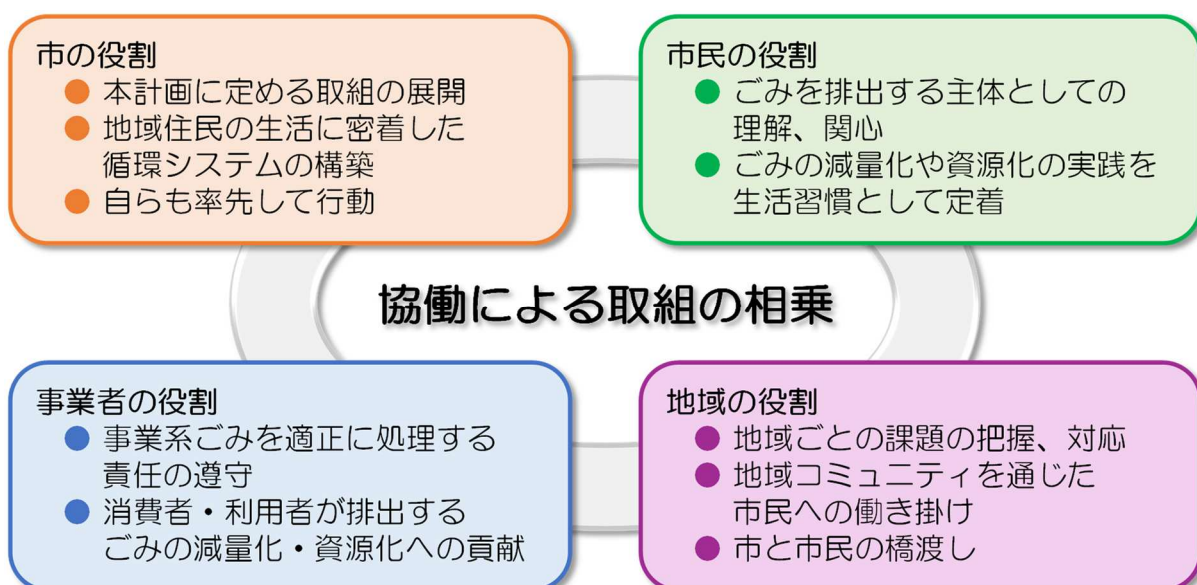 市の役割
● 本計画に定める取組の展開
● 地域住民の生活に密着した
循環システムの構築
● 自らも率先して行動
市民の役割
● ごみを排出する主体としての
理解、関心
● ごみの減量化や資源化の実践を
生活習慣として定着
協働による取組の相乗
事業者の役割
● 事業系ごみを適正に処理する
責任の遵守
● 消費者・利用者が排出する
ごみの減量化・資源化への貢献
地域の役割
● 地域ごとの課題の把握、対応
● 地域コミュニティを通じた
市民への働き掛け
● 市と市民の橋渡し